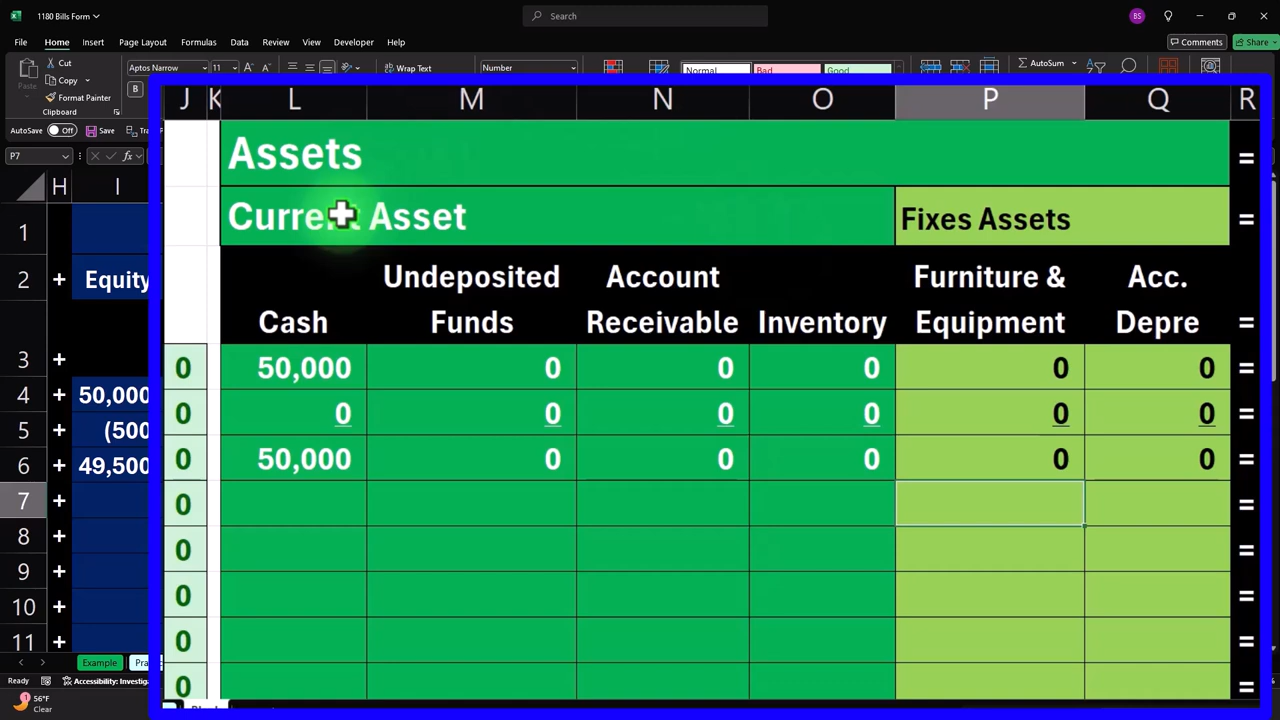 1180 Bills Form
Search
BS
File Home Insert Page Layout Formulas Data Review View Developer Help
Comments
Share
Cut
Copy
Format Painter
Paste
Clipboard
Aptos Narrow
11
B
Wrap Text
Number
Normal
Bad
Good
AutoSum
AutoSave Off
Save
P7
fx
H I
1
2 + Equity
3 +
4 + 50,000
5 + (500
6 + 49,500
7 +
8 +
9 +
10 +
11 +
J K L M N O P Q R
Assets =
Current Asset Fixes Assets =
Undeposited Account Furniture & Acc.
Cash Funds Receivable Inventory Equipment Depre =
0 50,000 0 0 0 0 0 =
0 0 0 0 0 0 0 =
0 50,000 0 0 0 0 0 =
0 =
0 =
0 =
0 =
0 =
Example
Ready
56°F
Clear